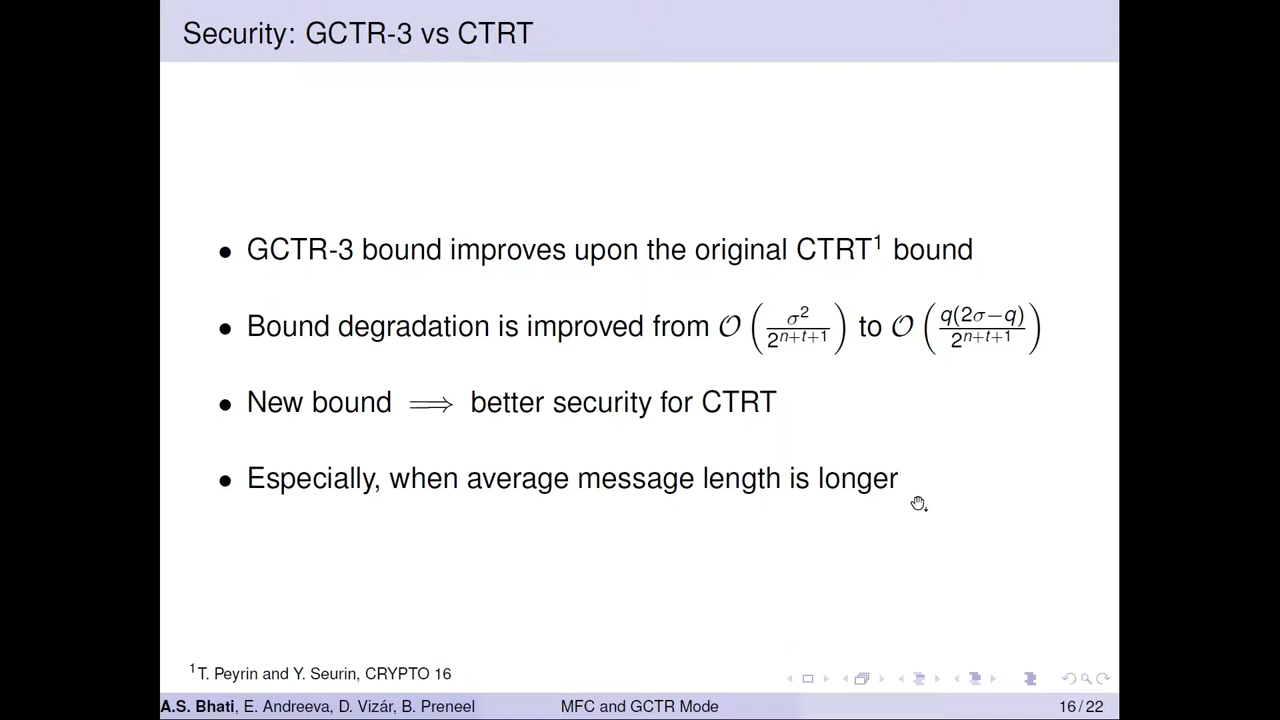 Security: GCTR-3 vs CTRT
• GCTR-3 bound improves upon the original CTRT¹ bound
• Bound degradation is improved from 𝒪(σ²/2ⁿ⁺ᵗ⁺¹) to 𝒪(q(2σ−q)/2ⁿ⁺ᵗ⁺¹)
• New bound ⟹ better security for CTRT
• Especially, when average message length is longer
¹T. Peyrin and Y. Seurin, CRYPTO 16
A.S. Bhati, E. Andreeva, D. Vizár, B. Preneel MFC and GCTR Mode 16 / 22